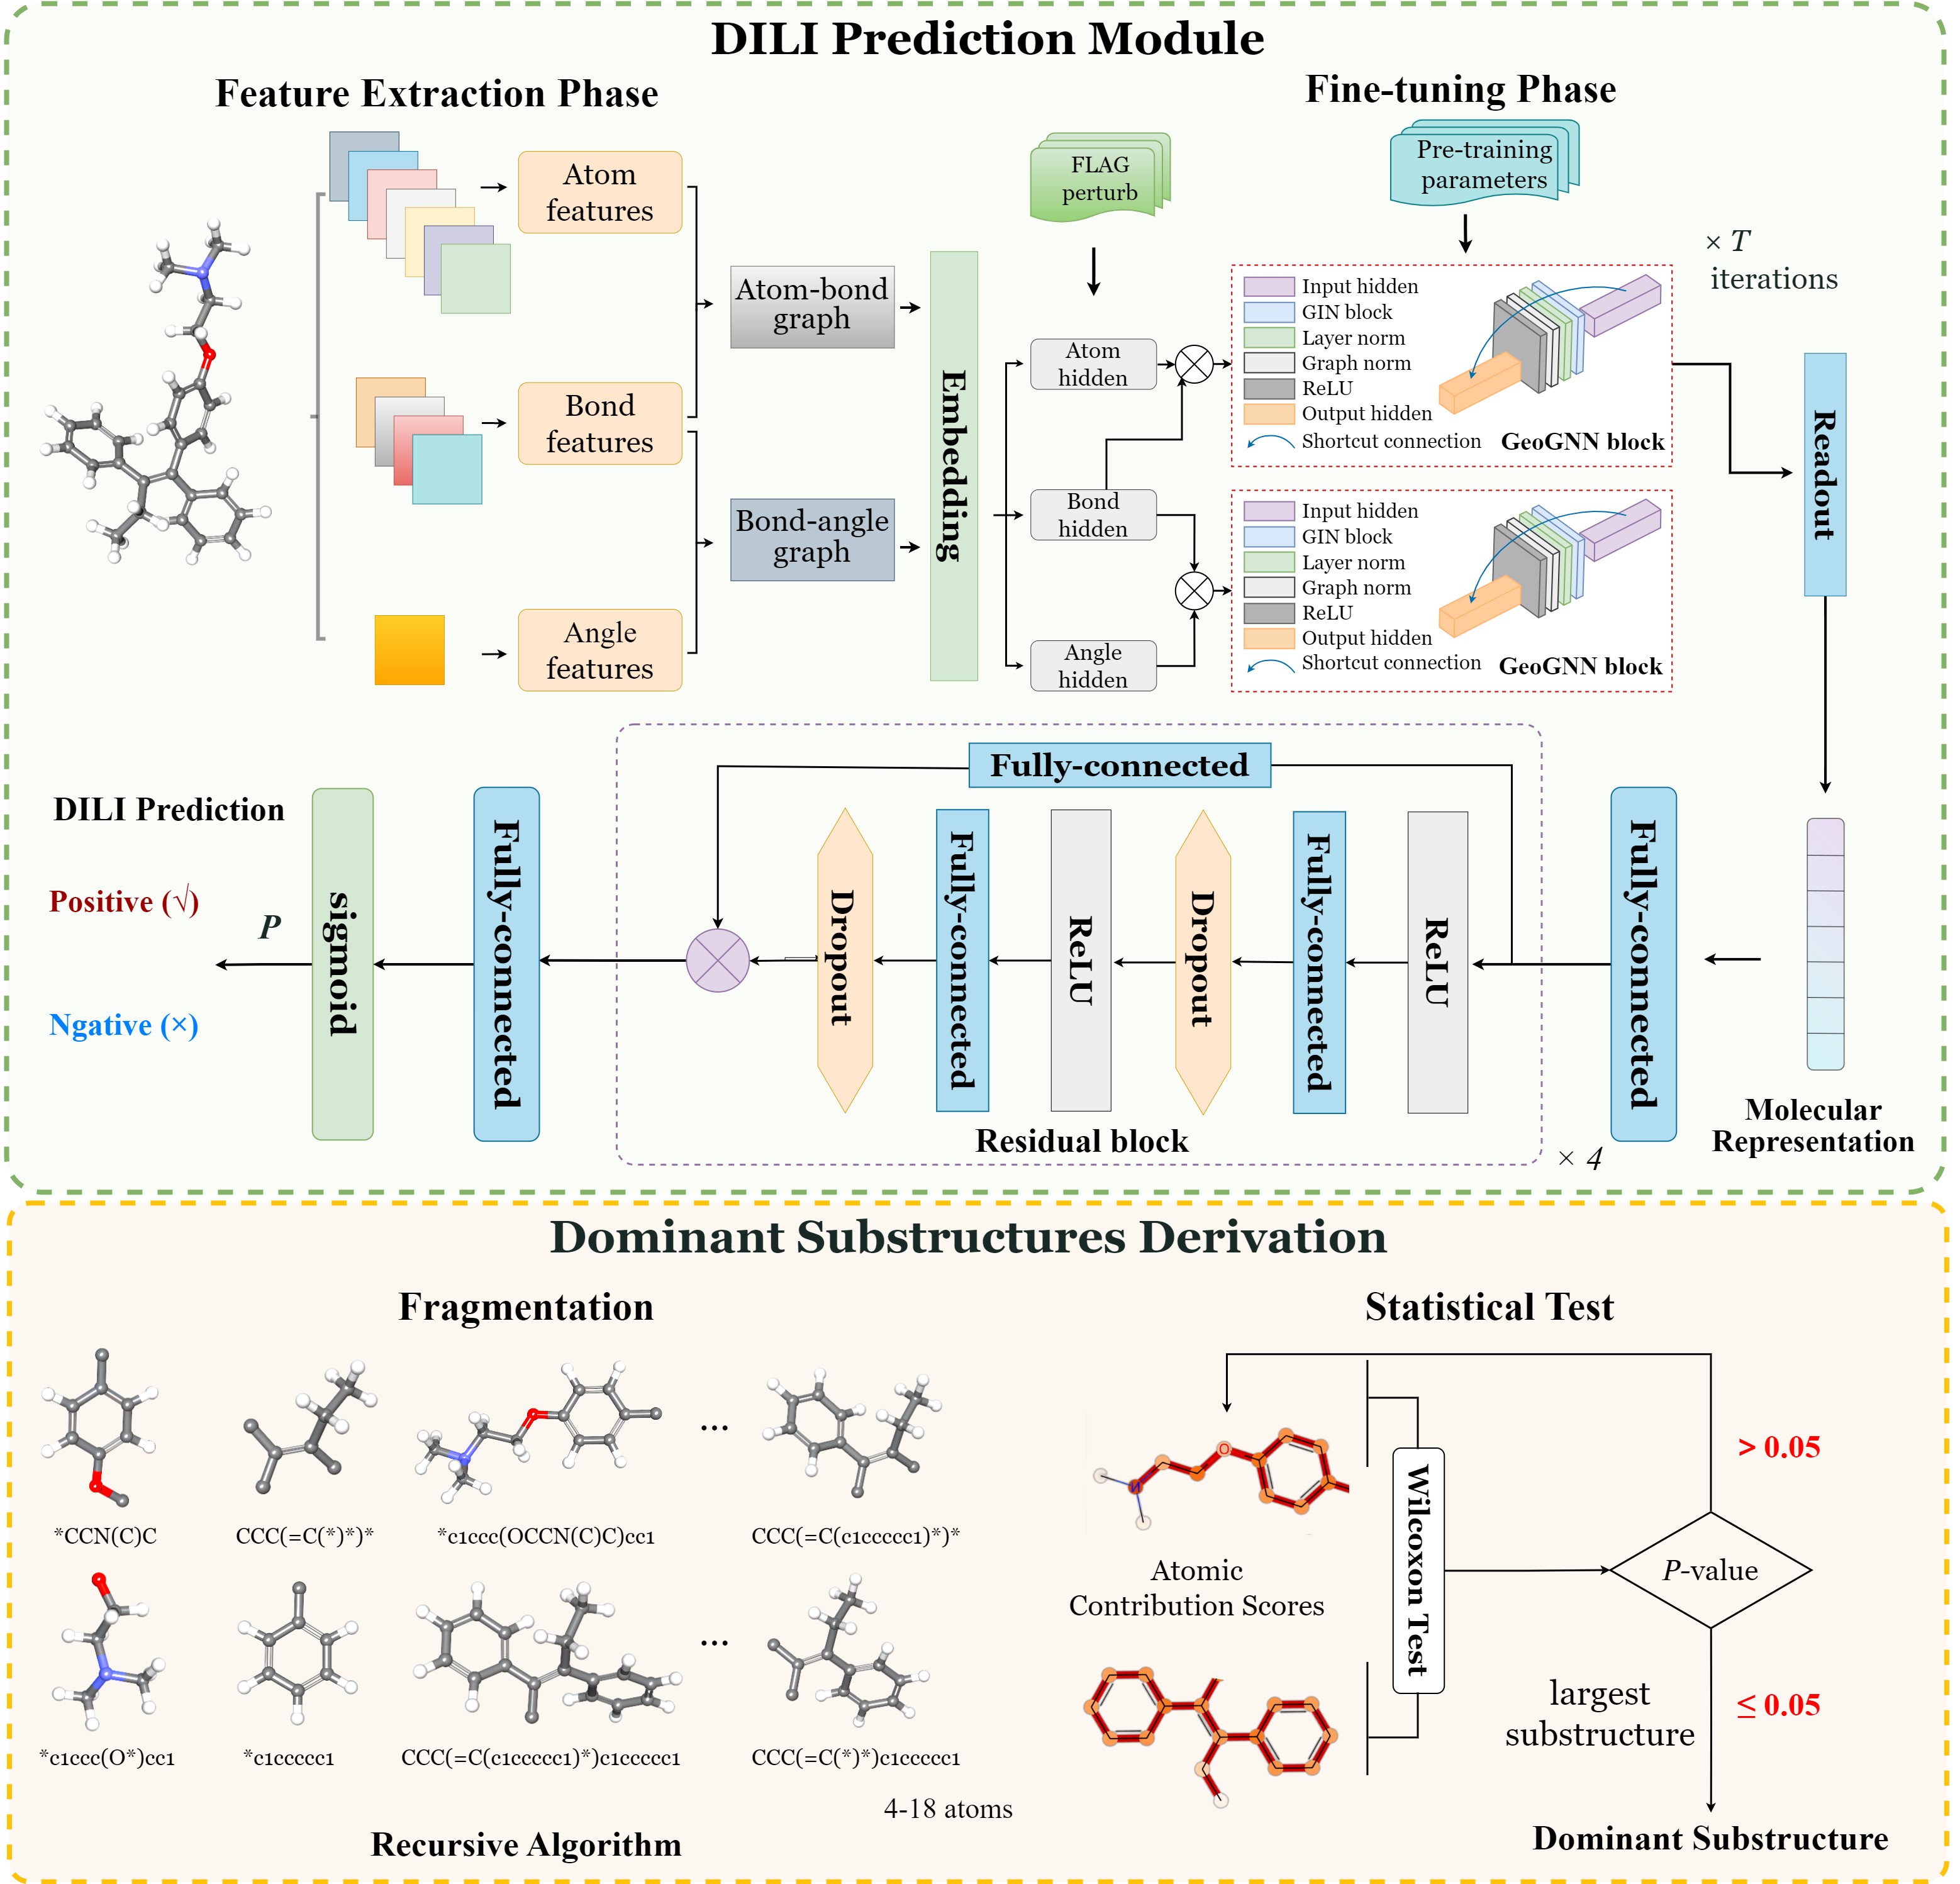 DILI Prediction Module
Feature Extraction Phase
Fine-tuning Phase
Atom
features
Bond
features
Angle
features
Atom-bond
graph
Bond-angle
graph
Embedding
FLAG
perturb
Pre-training
parameters
× T
iterations
Atom
hidden
Bond
hidden
Angle
hidden
Input hidden
GIN block
Layer norm
Graph norm
ReLU
Output hidden
Shortcut connection
GeoGNN block
Input hidden
GIN block
Layer norm
Graph norm
ReLU
Output hidden
Shortcut connection
GeoGNN block
Readout
Molecular
Representation
Fully-connected
Fully-connected
ReLU
Fully-connected
Dropout
ReLU
Fully-connected
Dropout
Residual block
× 4
Fully-connected
sigmoid
P
DILI Prediction
Positive (√)
Ngative (×)
Dominant Substructures Derivation
Fragmentation
*CCN(C)C
CCC(=C(*)*)*
*c1ccc(OCCN(C)C)cc1
...
CCC(=C(c1ccccc1)*)*
*c1ccc(O*)cc1
*c1ccccc1
CCC(=C(c1ccccc1)*)c1ccccc1
...
CCC(=C(*)*)c1ccccc1
4-18 atoms
Recursive Algorithm
Statistical Test
O
N
Atomic
Contribution Scores
Wilcoxon Test
P-value
> 0.05
≤ 0.05
largest
substructure
Dominant Substructure